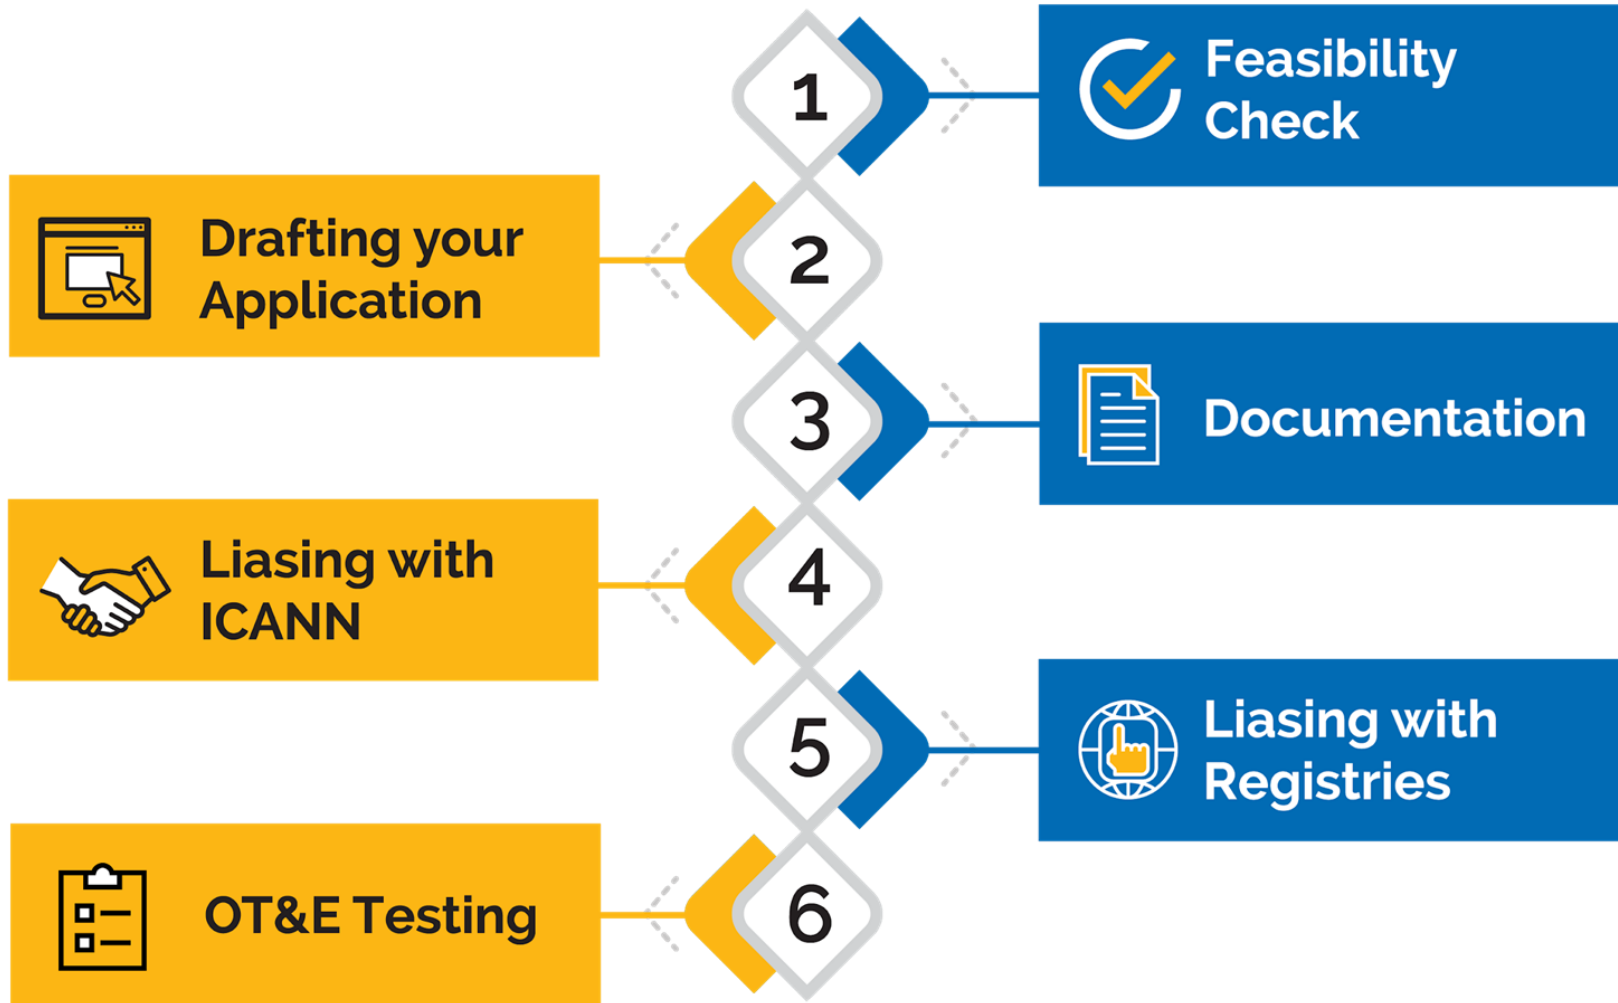 1
Feasibility
Check
Drafting your
Application
2
3
Documentation
Liasing with
ICANN
4
5
Liasing with
Registries
OT&E Testing
6